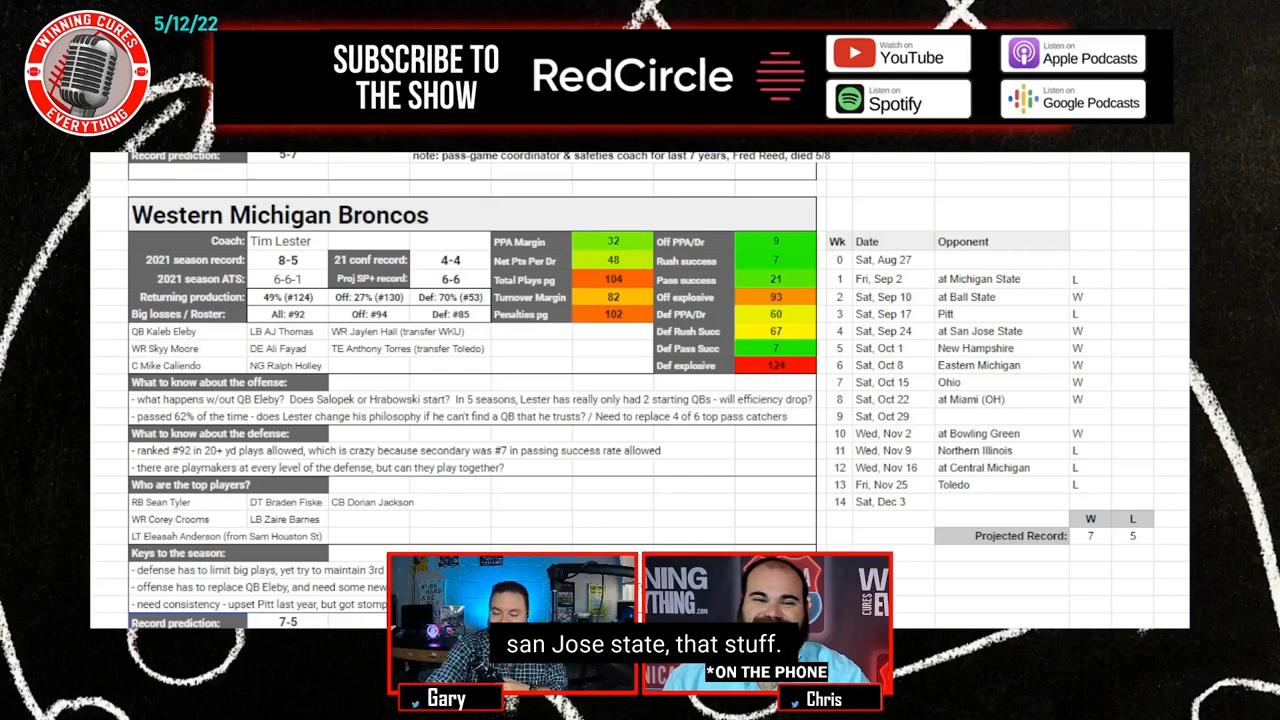 WINNING CURES
EVERYTHING
5/12/22
SUBSCRIBE TO
THE SHOW
RedCircle
Watch on
YouTube
Listen on
Apple Podcasts
Listen on
Spotify
Listen on
Google Podcasts
Record prediction: 5-7 note: pass-game coordinator & safeties coach for last 7 years, Fred Reed, died 5/8
Western Michigan Broncos
Coach: Tim Lester PPA Margin 32 Off PPA/Dr 9
2021 season record: 8-5 21 conf record: 4-4 Net Pts Per Dr 48 Rush success 7
2021 season ATS: 6-6-1 Proj SP+ record: 6-6 Total Plays pg 104 Pass success 21
Returning production: 49% (#124) Off: 27% (#130) Def: 70% (#53) Turnover Margin 82 Off explosive 93
Big losses / Roster: All: #92 Off: #94 Def: #85 Penalties pg 102 Def PPA/Dr 60
QB Kaleb Eleby LB AJ Thomas WR Jaylen Hall (transfer WKU) Def Rush Succ 67
WR Skyy Moore DE Ali Fayad TE Anthony Torres (transfer Toledo) Def Pass Succ 7
C Mike Caliendo NG Ralph Holley Def explosive 124
What to know about the offense:
- what happens w/out QB Eleby? Does Salopek or Hrabowski start? In 5 seasons, Lester has really only had 2 starting QBs - will efficiency drop?
- passed 62% of the time - does Lester change his philosophy if he can't find a QB that he trusts? / Need to replace 4 of 6 top pass catchers
What to know about the defense:
- ranked #92 in 20+ yd plays allowed, which is crazy because secondary was #7 in passing success rate allowed
- there are playmakers at every level of the defense, but can they play together?
Who are the top players?
RB Sean Tyler DT Braden Fiske CB Dorian Jackson
WR Corey Crooms LB Zaire Barnes
LT Eleaah Anderson (from Sam Houston St)
Keys to the season:
- defense has to limit big plays, yet try to maintain 3rd
- offense has to replace QB Eleby, and need some new
- need consistency - upset Pitt last year, but got stomp
Record prediction: 7-5
Wk Date Opponent
0 Sat, Aug 27
1 Fri, Sep 2 at Michigan State L
2 Sat, Sep 10 at Ball State W
3 Sat, Sep 17 Pitt L
4 Sat, Sep 24 at San Jose State W
5 Sat, Oct 1 New Hampshire W
6 Sat, Oct 8 Eastern Michigan W
7 Sat, Oct 15 Ohio W
8 Sat, Oct 22 at Miami (OH) W
9 Sat, Oct 29
10 Wed, Nov 2 at Bowling Green W
11 Wed, Nov 9 Northern Illinois L
12 Wed, Nov 16 at Central Michigan L
13 Fri, Nov 25 Toledo L
14 Sat, Dec 3
W L
Projected Record: 7 5
san Jose state, that stuff.
*ON THE PHONE
Gary
Chris